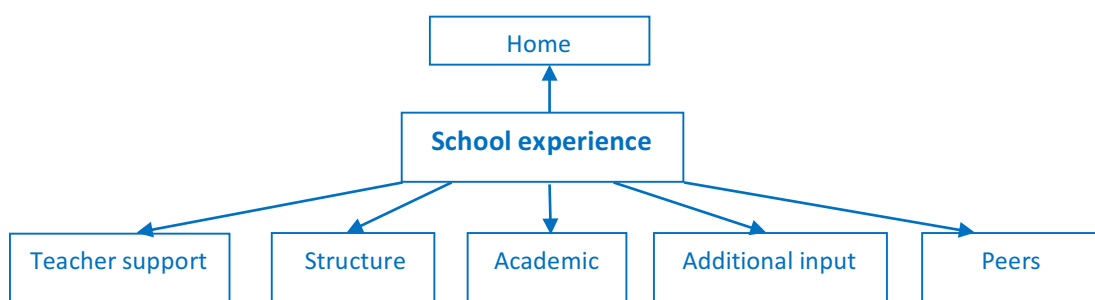 Home
School experience
Teacher support
Structure
Academic
Additional input
Peers